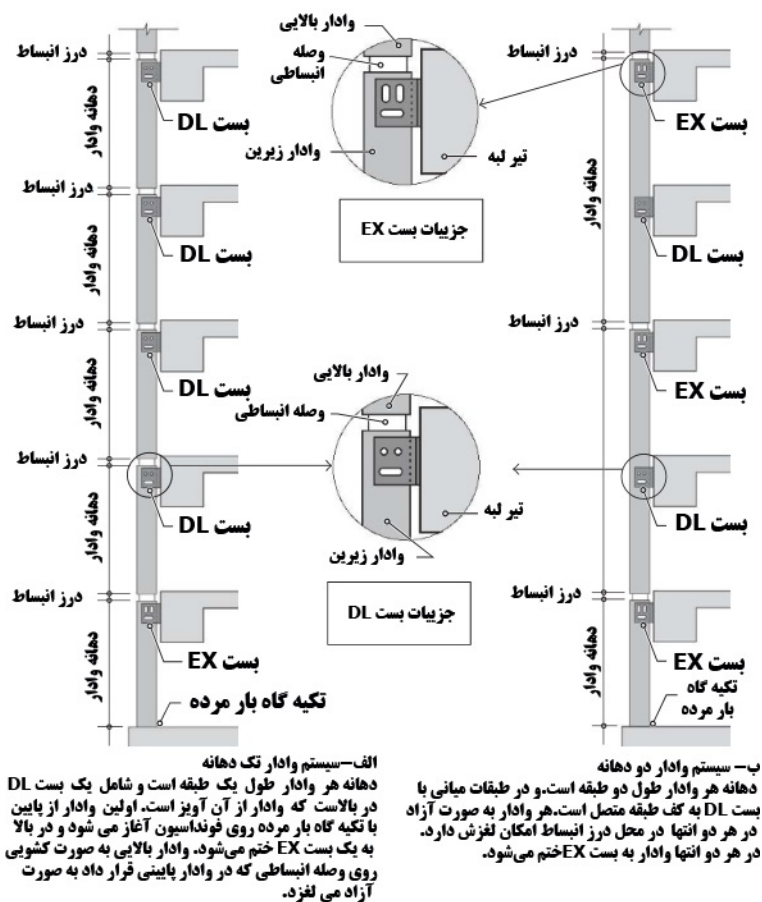 درز انبساط
بست DL
دهانه وادار
درز انبساط
بست DL
دهانه وادار
درز انبساط
بست DL
دهانه وادار
درز انبساط
بست DL
دهانه وادار
درز انبساط
بست EX
دهانه وادار
تکیه گاه بار مرده
وادار بالایی
وصله
انبساطی
وادار زیرین
تیر لبه
جزییات بست EX
وادار بالایی
وصله انبساطی
تیر لبه
وادار زیرین
جزییات بست DL
درز انبساط
بست EX
دهانه وادار
بست DL
درز انبساط
بست EX
دهانه وادار
بست DL
درز انبساط
بست EX
تکیه گاه
بار مرده
الف–سیستم وادار تک دهانه
دهانه هر وادار طول یک طبقه است و شامل یک بست DL
در بالاست که وادار از آن آویز است. اولین وادار از پایین
با تکیه گاه بار مرده روی فونداسیون آغاز می شود و در بالا
به یک بست EX ختم می‌شود. وادار بالایی به صورت کشویی
روی وصله انبساطی که در وادار پایینی قرار داد به صورت
آزاد می لغزد.
ب– سیستم وادار دو دهانه
دهانه هر وادار طول دو طبقه است.و در طبقات میانی با
بست DL به کف طبقه متصل است.هر وادار به صورت آزاد
در هر دو انتها در محل درز انبساط امکان لغزش دارد.
در هر دو انتها وادار به بست EXختم می‌شود.